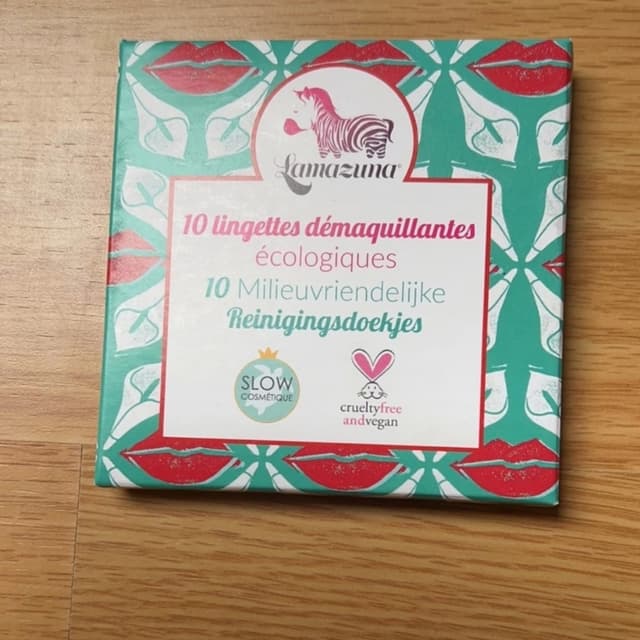 Lamazuna®
10 lingettes démaquillantes
écologiques
10 Milieuvriendelijke
Reinigingsdoekjes
SLOW
COSMÉTIQUE
crueltyfree
andvegan